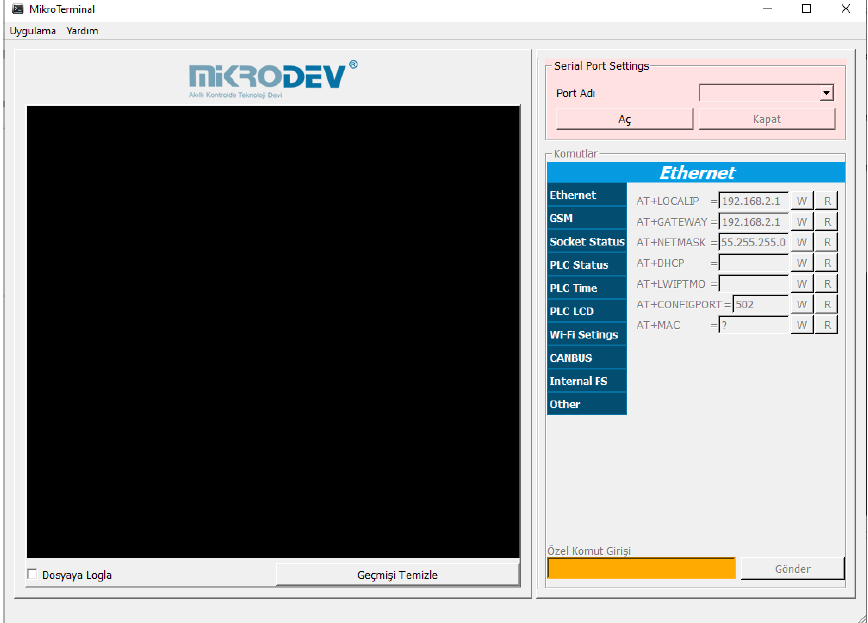 MikroTerminal
Uygulama Yardım
MİKRODEV®
Akıllı Kontrolde Teknoloji Devi
Dosyaya Logla
Geçmişi Temizle
Serial Port Settings
Port Adı
Aç Kapat
Komutlar
Ethernet
Ethernet
GSM
Socket Status
PLC Status
PLC Time
PLC LCD
Wi-Fi Setings
CANBUS
Internal FS
Other
AT+LOCALIP = 192.168.2.1 W R
AT+GATEWAY = 192.168.2.1 W R
AT+NETMASK = 55.255.255.0 W R
AT+DHCP = W R
AT+LWIPTMO = W R
AT+CONFIGPORT = 502 W R
AT+MAC = ? W R
Özel Komut Girişi
Gönder